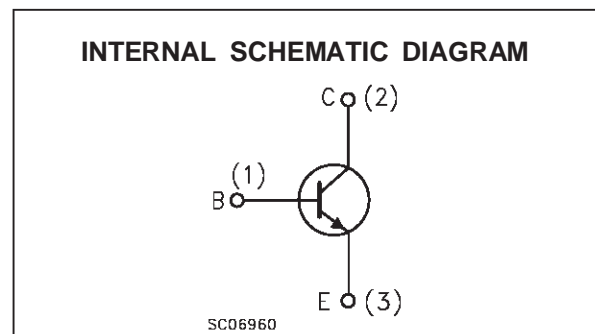 INTERNAL SCHEMATIC DIAGRAM
C (2)
(1)
B
E (3)
SC06960